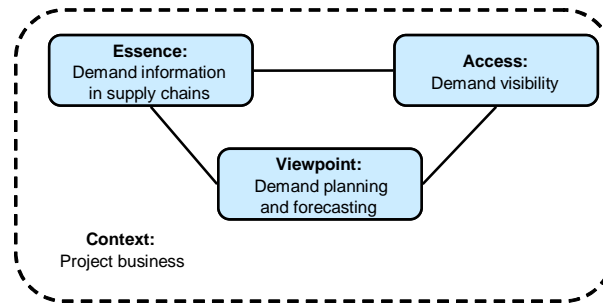 Essence:
Demand information
in supply chains
Access:
Demand visibility
Viewpoint:
Demand planning
and forecasting
Context:
Project business